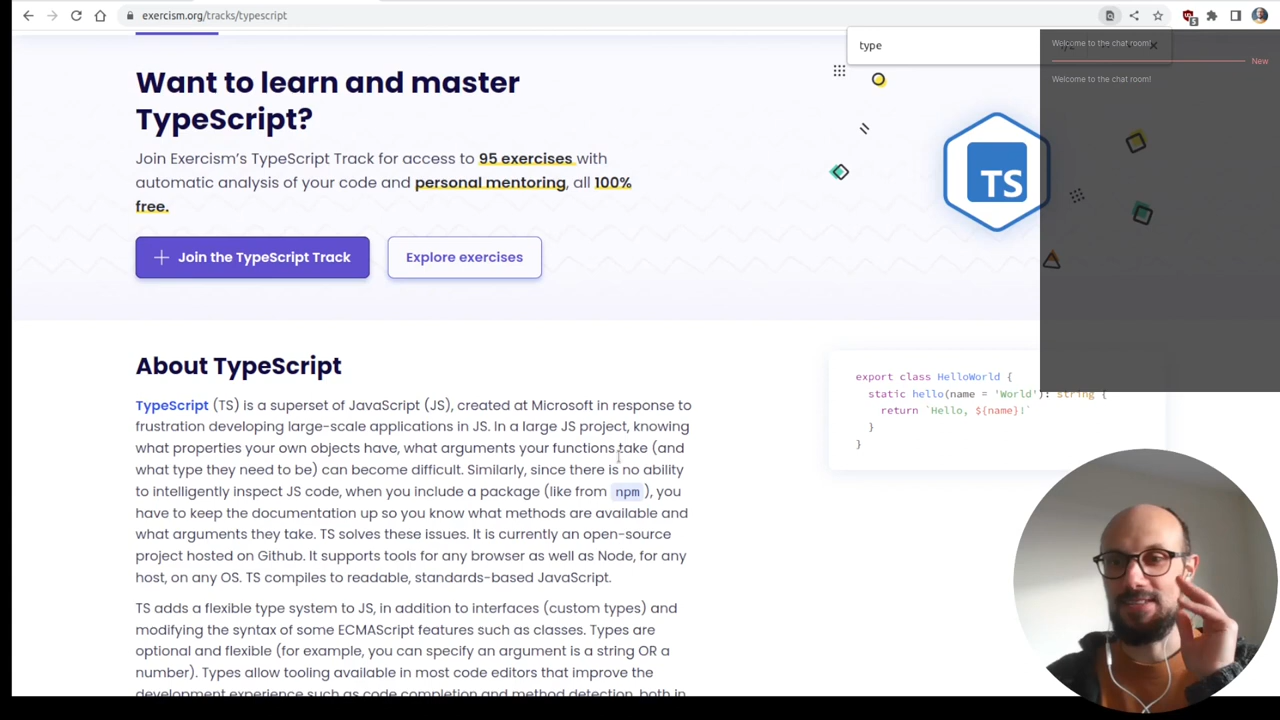 exercism.org/tracks/typescript
type
Welcome to the chat room!
New
Welcome to the chat room!
Want to learn and master
TypeScript?
Join Exercism's TypeScript Track for access to 95 exercises with
automatic analysis of your code and personal mentoring, all 100%
free.
Join the TypeScript Track
Explore exercises
TS
About TypeScript
TypeScript (TS) is a superset of JavaScript (JS), created at Microsoft in response to
frustration developing large-scale applications in JS. In a large JS project, knowing
what properties your own objects have, what arguments your functions take (and
what type they need to be) can become difficult. Similarly, since there is no ability
to intelligently inspect JS code, when you include a package (like from npm), you
have to keep the documentation up so you know what methods are available and
what arguments they take. TS solves these issues. It is currently an open-source
project hosted on Github. It supports tools for any browser as well as Node, for any
host, on any OS. TS compiles to readable, standards-based JavaScript.
TS adds a flexible type system to JS, in addition to interfaces (custom types) and
modifying the syntax of some ECMAScript features such as classes. Types are
optional and flexible (for example, you can specify an argument is a string OR a
number). Types allow tooling available in most code editors that improve the
development experience such as code completion and method detection, both in
export class HelloWorld {
static hello(name = 'World'): string {
return `Hello, ${name}!`
}
}